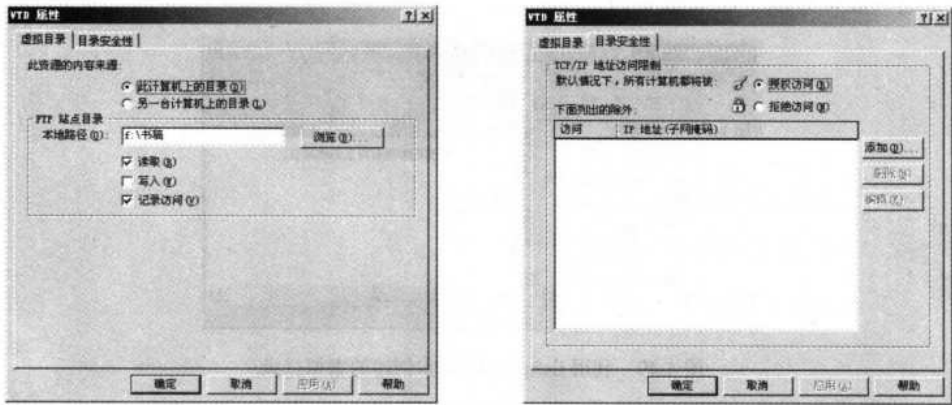 VTD 属性
虚拟目录 目录安全性
此资源的内容来源:
此计算机上的目录(D)
另一台计算机上的目录(L)
FTP 站点目录
本地路径(O): f:\书稿 浏览(B)...
读取(R)
写入(W)
记录访问(V)
确定 取消 应用(A) 帮助
VTD 属性
虚拟目录 目录安全性
TCP/IP 地址访问限制
默认情况下，所有计算机都将被: 授权访问(R)
下面列出的除外: 拒绝访问(N)
访问 IP 地址(子网掩码)
添加(D)...
删除
编辑
确定 取消 应用(A) 帮助